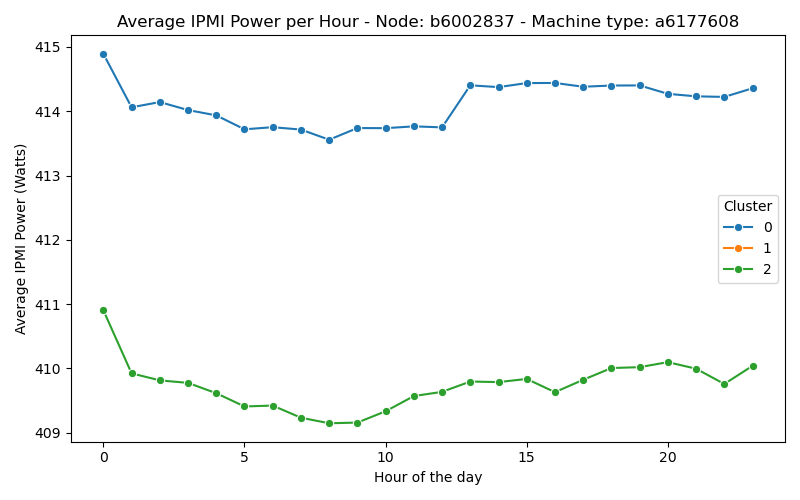 Average IPMI Power per Hour - Node: b6002837 - Machine type: a6177608
415
414
413
412
411
410
409
Average IPMI Power (Watts)
Cluster
0
1
2
0 5 10 15 20
Hour of the day